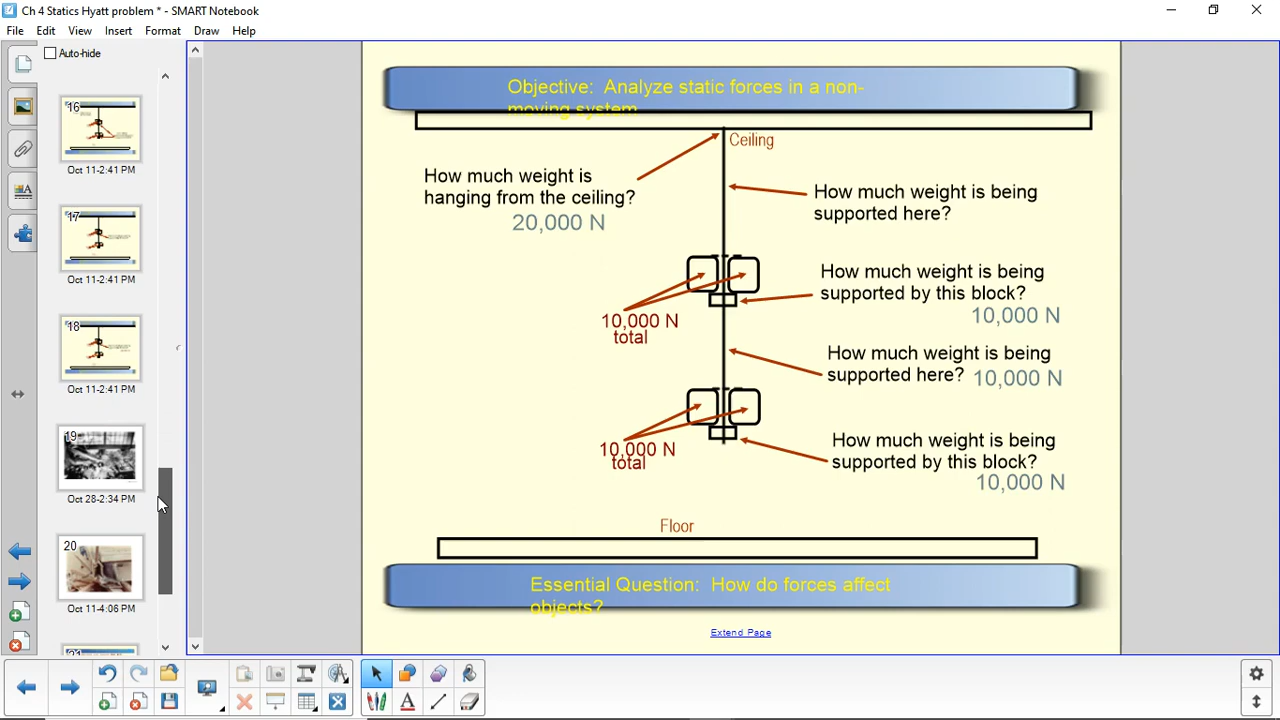 Ch 4 Statics Hyatt problem * - SMART Notebook
File Edit View Insert Format Draw Help
Auto-hide
16
Oct 11-2:41 PM
17
Oct 11-2:41 PM
18
Oct 11-2:41 PM
19
Oct 28-2:34 PM
20
Oct 11-4:06 PM
21
Objective: Analyze static forces in a non-
moving system
Ceiling
How much weight is
hanging from the ceiling?
20,000 N
How much weight is being
supported here?
How much weight is being
supported by this block?
10,000 N
10,000 N
total
How much weight is being
supported here? 10,000 N
How much weight is being
supported by this block?
10,000 N
10,000 N
total
Floor
Essential Question: How do forces affect
objects?
Extend Page